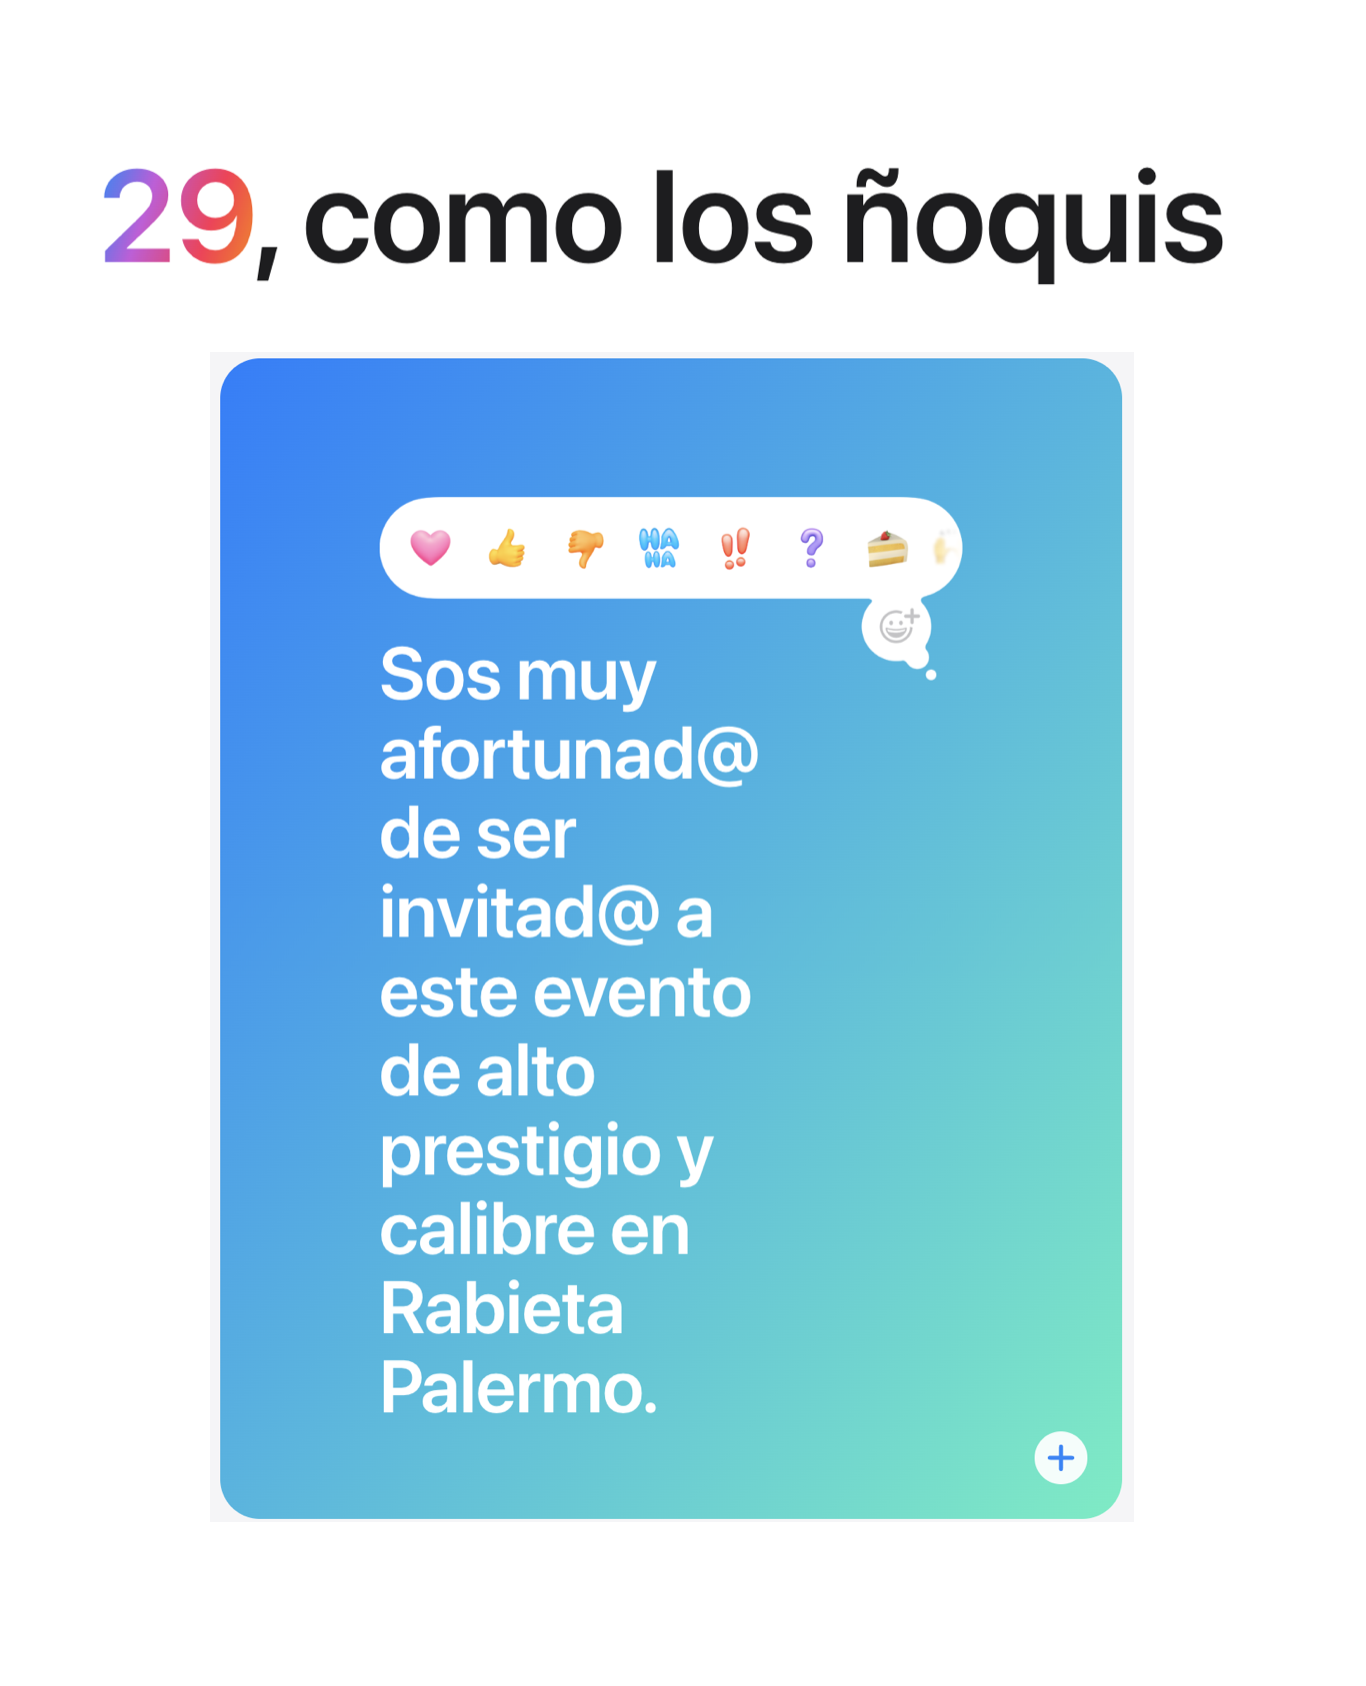 29, como los ñoquis
HA
HA
Sos muy
afortunad@
de ser
invitad@ a
este evento
de alto
prestigio y
calibre en
Rabieta
Palermo.